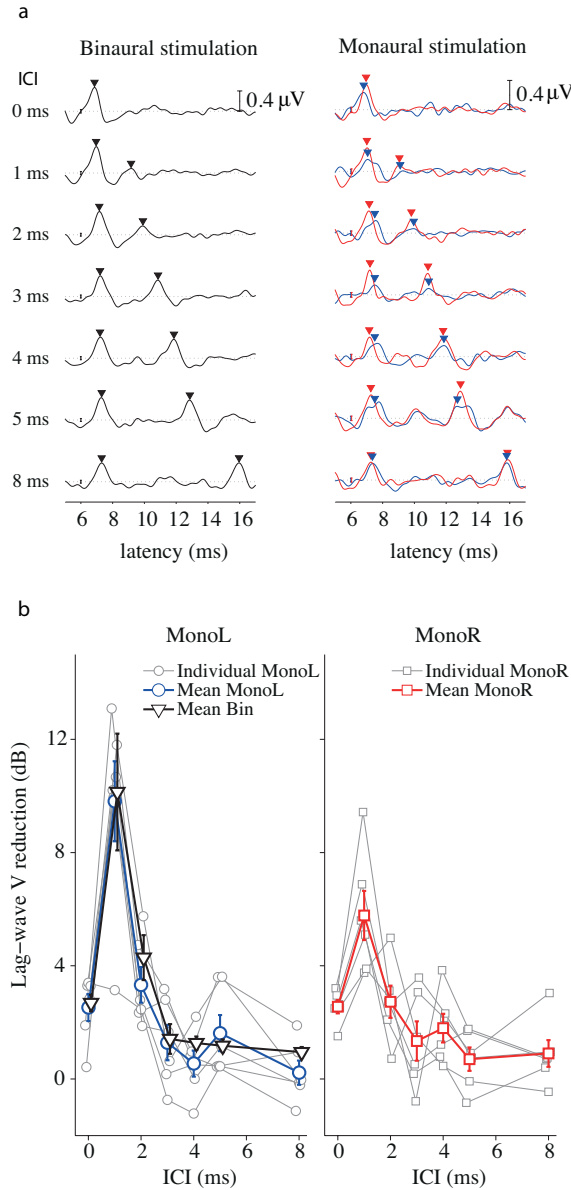 a
Binaural stimulation
Monaural stimulation
ICI
0 ms
0.4 µV
0.4 µV
1 ms
2 ms
3 ms
4 ms
5 ms
8 ms
6 8 10 12 14 16
6 8 10 12 14 16
latency (ms)
latency (ms)
b
MonoL
MonoR
Individual MonoL
Mean MonoL
Mean Bin
Individual MonoR
Mean MonoR
Lag−wave V reduction (dB)
12
8
4
0
0 2 4 6 8
0 2 4 6 8
ICI (ms)
ICI (ms)